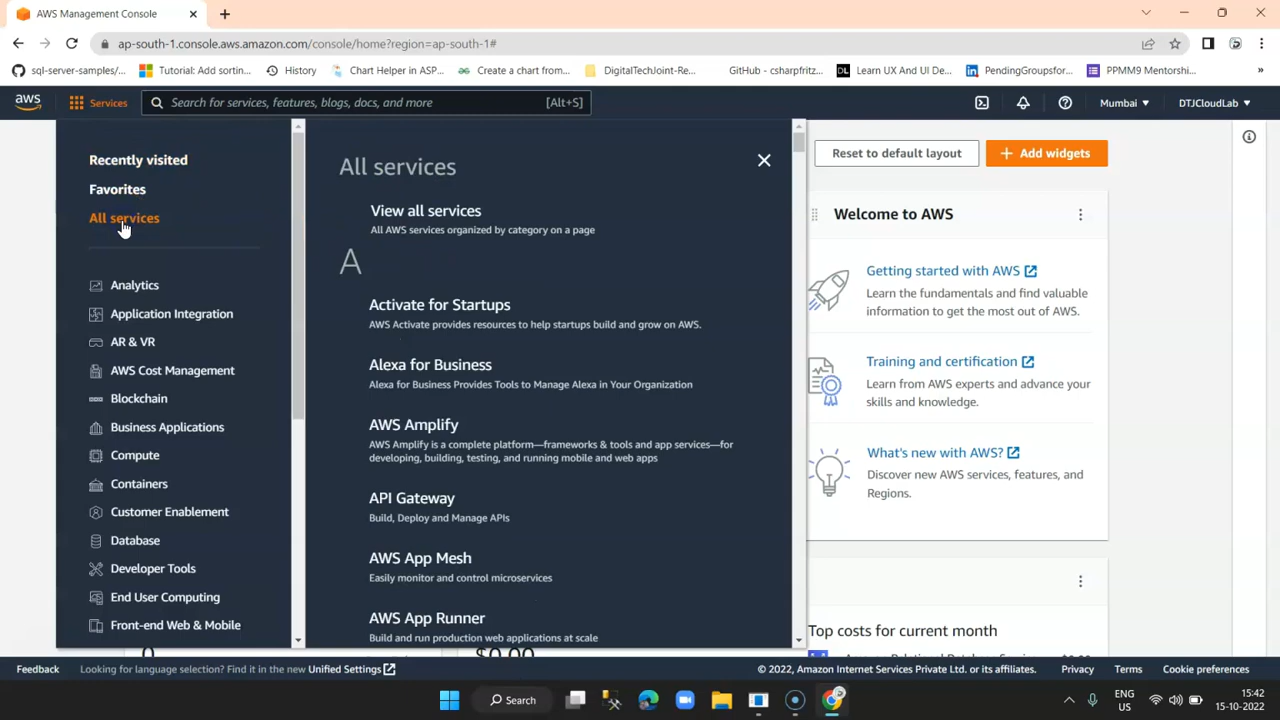 AWS Management Console
ap-south-1.console.aws.amazon.com/console/home?region=ap-south-1#
sql-server-samples/...
Tutorial: Add sortin...
History
Chart Helper in ASP...
Create a chart from...
DigitalTechJoint-Re...
GitHub - csharpfritz...
DL
Learn UX And UI De...
PendingGroupsfor...
PPMM9 Mentorshi...
»
aws
Services
Search for services, features, blogs, docs, and more
[Alt+S]
Mumbai
DTJCloudLab
Recently visited
Favorites
All services
Analytics
Application Integration
AR & VR
AWS Cost Management
Blockchain
Business Applications
Compute
Containers
Customer Enablement
Database
Developer Tools
End User Computing
Front-end Web & Mobile
All services
View all services
All AWS services organized by category on a page
A
Activate for Startups
AWS Activate provides resources to help startups build and grow on AWS.
Alexa for Business
Alexa for Business Provides Tools to Manage Alexa in Your Organization
AWS Amplify
AWS Amplify is a complete platform—frameworks & tools and app services—for
developing, building, testing, and running mobile and web apps
API Gateway
Build, Deploy and Manage APIs
AWS App Mesh
Easily monitor and control microservices
AWS App Runner
Build and run production web applications at scale
Reset to default layout
Add widgets
Welcome to AWS
Getting started with AWS
Learn the fundamentals and find valuable
information to get the most out of AWS.
Training and certification
Learn from AWS experts and advance your
skills and knowledge.
What's new with AWS?
Discover new AWS services, features, and
Regions.
Top costs for current month
0
$0.00
Feedback
Looking for language selection? Find it in the new Unified Settings
© 2022, Amazon Internet Services Private Ltd. or its affiliates.
Privacy
Terms
Cookie preferences
Search
ENG
US
15:42
15-10-2022